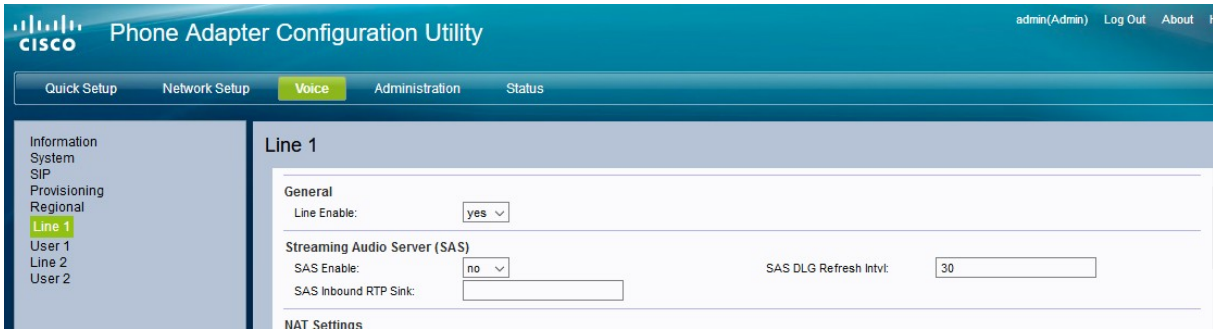 CISCO Phone Adapter Configuration Utility admin(Admin) Log Out About
Quick Setup Network Setup Voice Administration Status
Information
System
SIP
Provisioning
Regional
Line 1
User 1
Line 2
User 2
Line 1
General
Line Enable: yes
Streaming Audio Server (SAS)
SAS Enable: no SAS DLG Refresh Intvl: 30
SAS Inbound RTP Sink:
NAT Settings